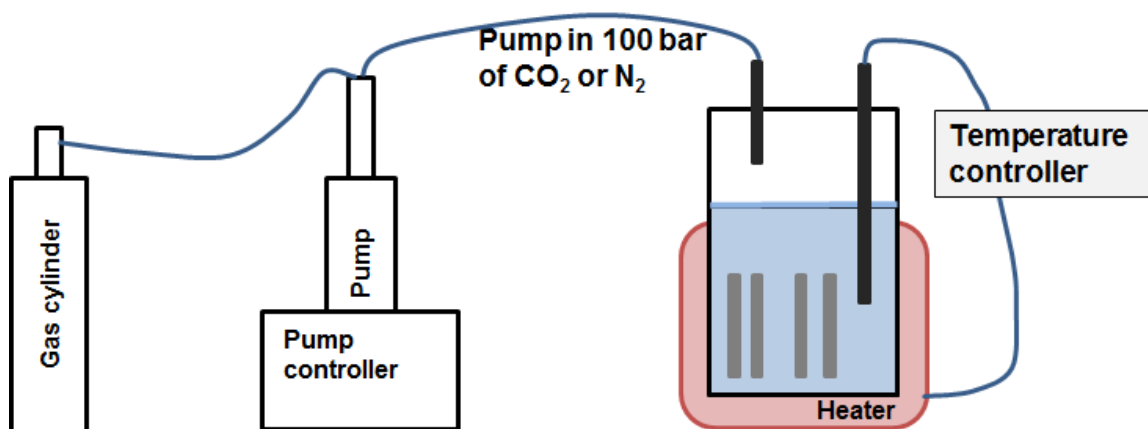 Pump in 100 bar
of CO₂ or N₂
Temperature
controller
Gas cylinder
Pump
Pump
controller
Heater